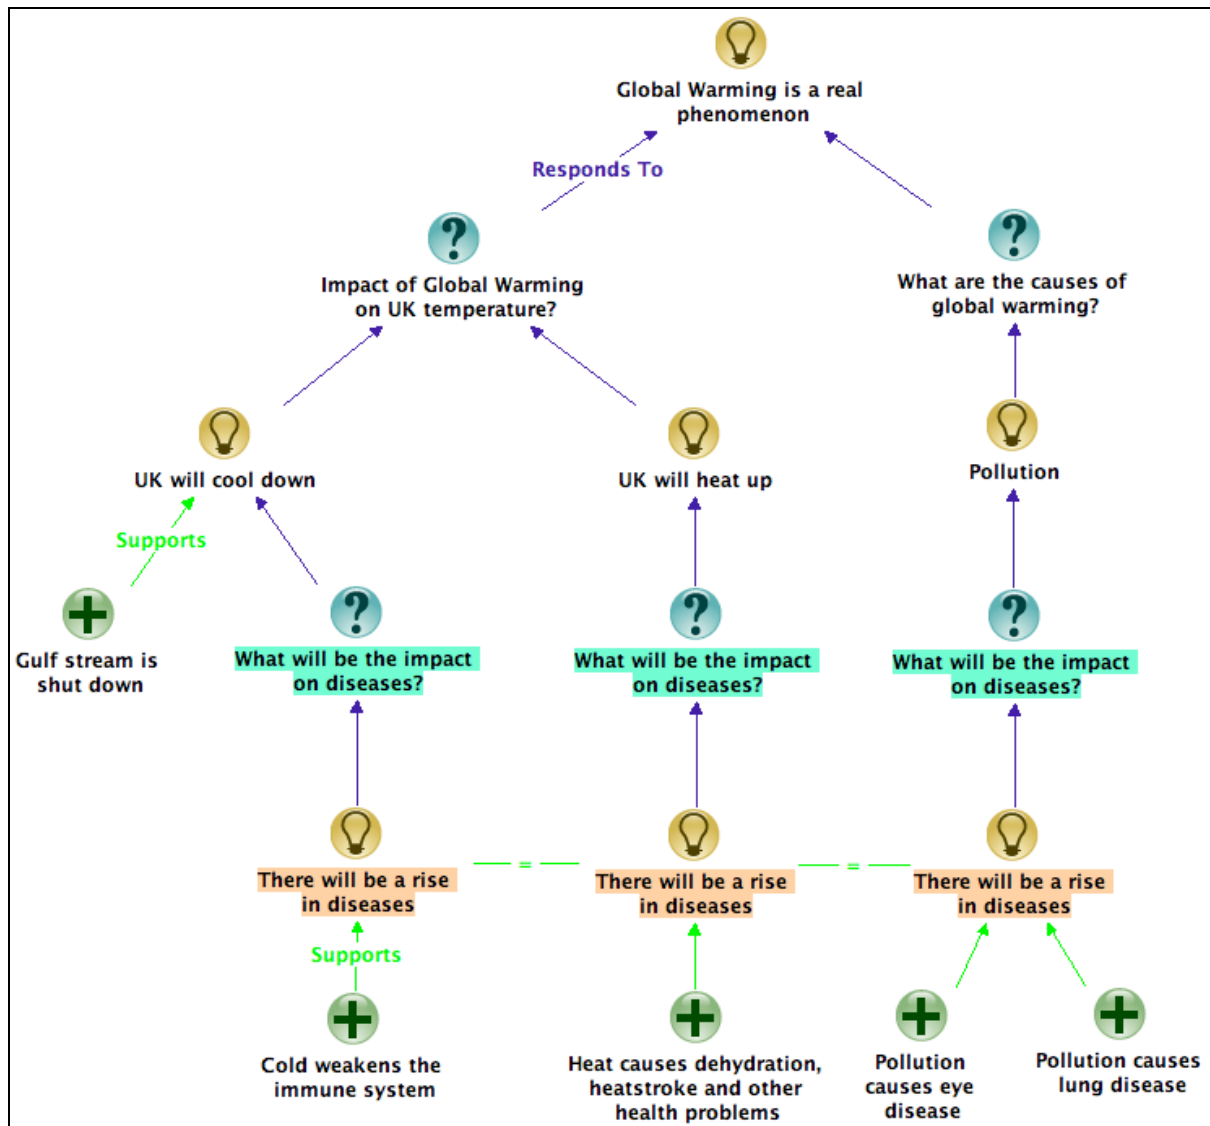 Global Warming is a real
phenomenon
Responds To
?
?
Impact of Global Warming
on UK temperature?
What are the causes of
global warming?
UK will cool down
UK will heat up
Pollution
Supports
+
?
?
?
Gulf stream is
shut down
What will be the impact
on diseases?
What will be the impact
on diseases?
What will be the impact
on diseases?
There will be a rise
in diseases
=
There will be a rise
in diseases
=
There will be a rise
in diseases
Supports
+
+
+
+
Cold weakens the
immune system
Heat causes dehydration,
heatstroke and other
health problems
Pollution
causes eye
disease
Pollution causes
lung disease